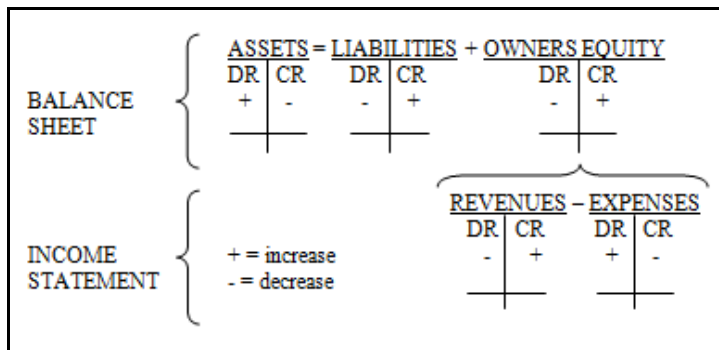 ASSETS = LIABILITIES + OWNERS EQUITY
DR CR DR CR DR CR
+ - - + - +
BALANCE
SHEET
REVENUES – EXPENSES
DR CR DR CR
- + + -
INCOME
STATEMENT
+ = increase
- = decrease